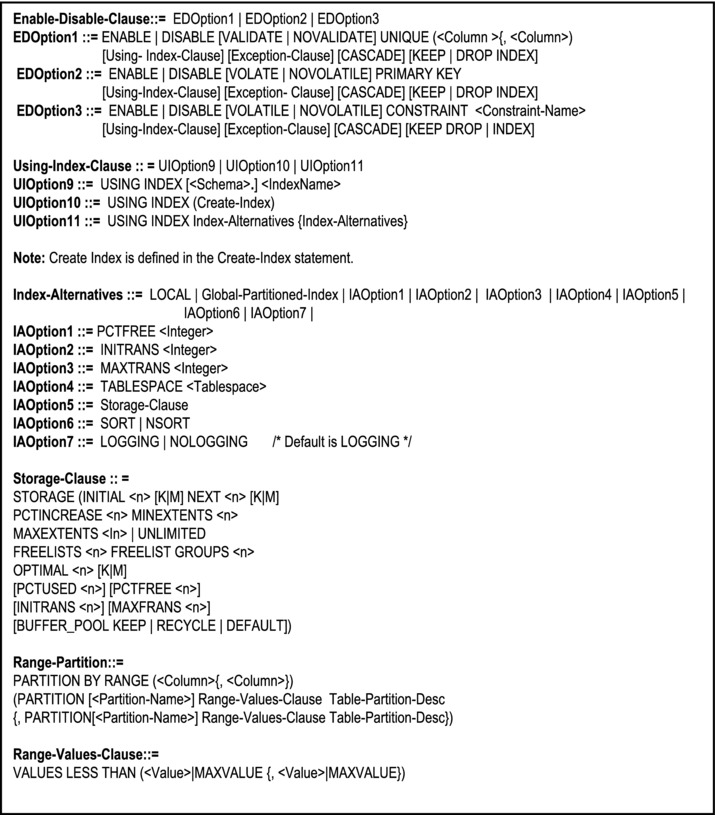 Enable-Disable-Clause::= EDOption1 | EDOption2 | EDOption3
EDOption1 ::= ENABLE | DISABLE [VALIDATE | NOVALIDATE] UNIQUE (<Column >{, <Column>)
[Using- Index-Clause] [Exception-Clause] [CASCADE] [KEEP | DROP INDEX]
EDOption2 ::= ENABLE | DISABLE [VOLATE | NOVOLATILE] PRIMARY KEY
[Using-Index-Clause] [Exception- Clause] [CASCADE] [KEEP | DROP INDEX]
EDOption3 ::= ENABLE | DISABLE [VOLATILE | NOVOLATILE] CONSTRAINT <Constraint-Name>
[Using-Index-Clause] [Exception-Clause] [CASCADE] [KEEP DROP | INDEX]
Using-Index-Clause :: = UIOption9 | UIOption10 | UIOption11
UIOption9 ::= USING INDEX [<Schema>.] <IndexName>
UIOption10 ::= USING INDEX (Create-Index)
UIOption11 ::= USING INDEX Index-Alternatives {Index-Alternatives}
Note: Create Index is defined in the Create-Index statement.
Index-Alternatives ::= LOCAL | Global-Partitioned-Index | IAOption1 | IAOption2 | IAOption3 | IAOption4 | IAOption5 |
IAOption6 | IAOption7 |
IAOption1 ::= PCTFREE <Integer>
IAOption2 ::= INITRANS <Integer>
IAOption3 ::= MAXTRANS <Integer>
IAOption4 ::= TABLESPACE <Tablespace>
IAOption5 ::= Storage-Clause
IAOption6 ::= SORT | NSORT
IAOption7 ::= LOGGING | NOLOGGING /* Default is LOGGING */
Storage-Clause :: =
STORAGE (INITIAL <n> [K|M] NEXT <n> [K|M]
PCTINCREASE <n> MINEXTENTS <n>
MAXEXTENTS <In> | UNLIMITED
FREELISTS <n> FREELIST GROUPS <n>
OPTIMAL <n> [K|M]
[PCTUSED <n>] [PCTFREE <n>]
[INITRANS <n>] [MAXFRANS <n>]
[BUFFER_POOL KEEP | RECYCLE | DEFAULT])
Range-Partition::=
PARTITION BY RANGE (<Column>{, <Column>})
(PARTITION [<Partition-Name>] Range-Values-Clause Table-Partition-Desc
{, PARTITION[<Partition-Name>] Range-Values-Clause Table-Partition-Desc})
Range-Values-Clause::=
VALUES LESS THAN (<Value>|MAXVALUE {, <Value>|MAXVALUE})